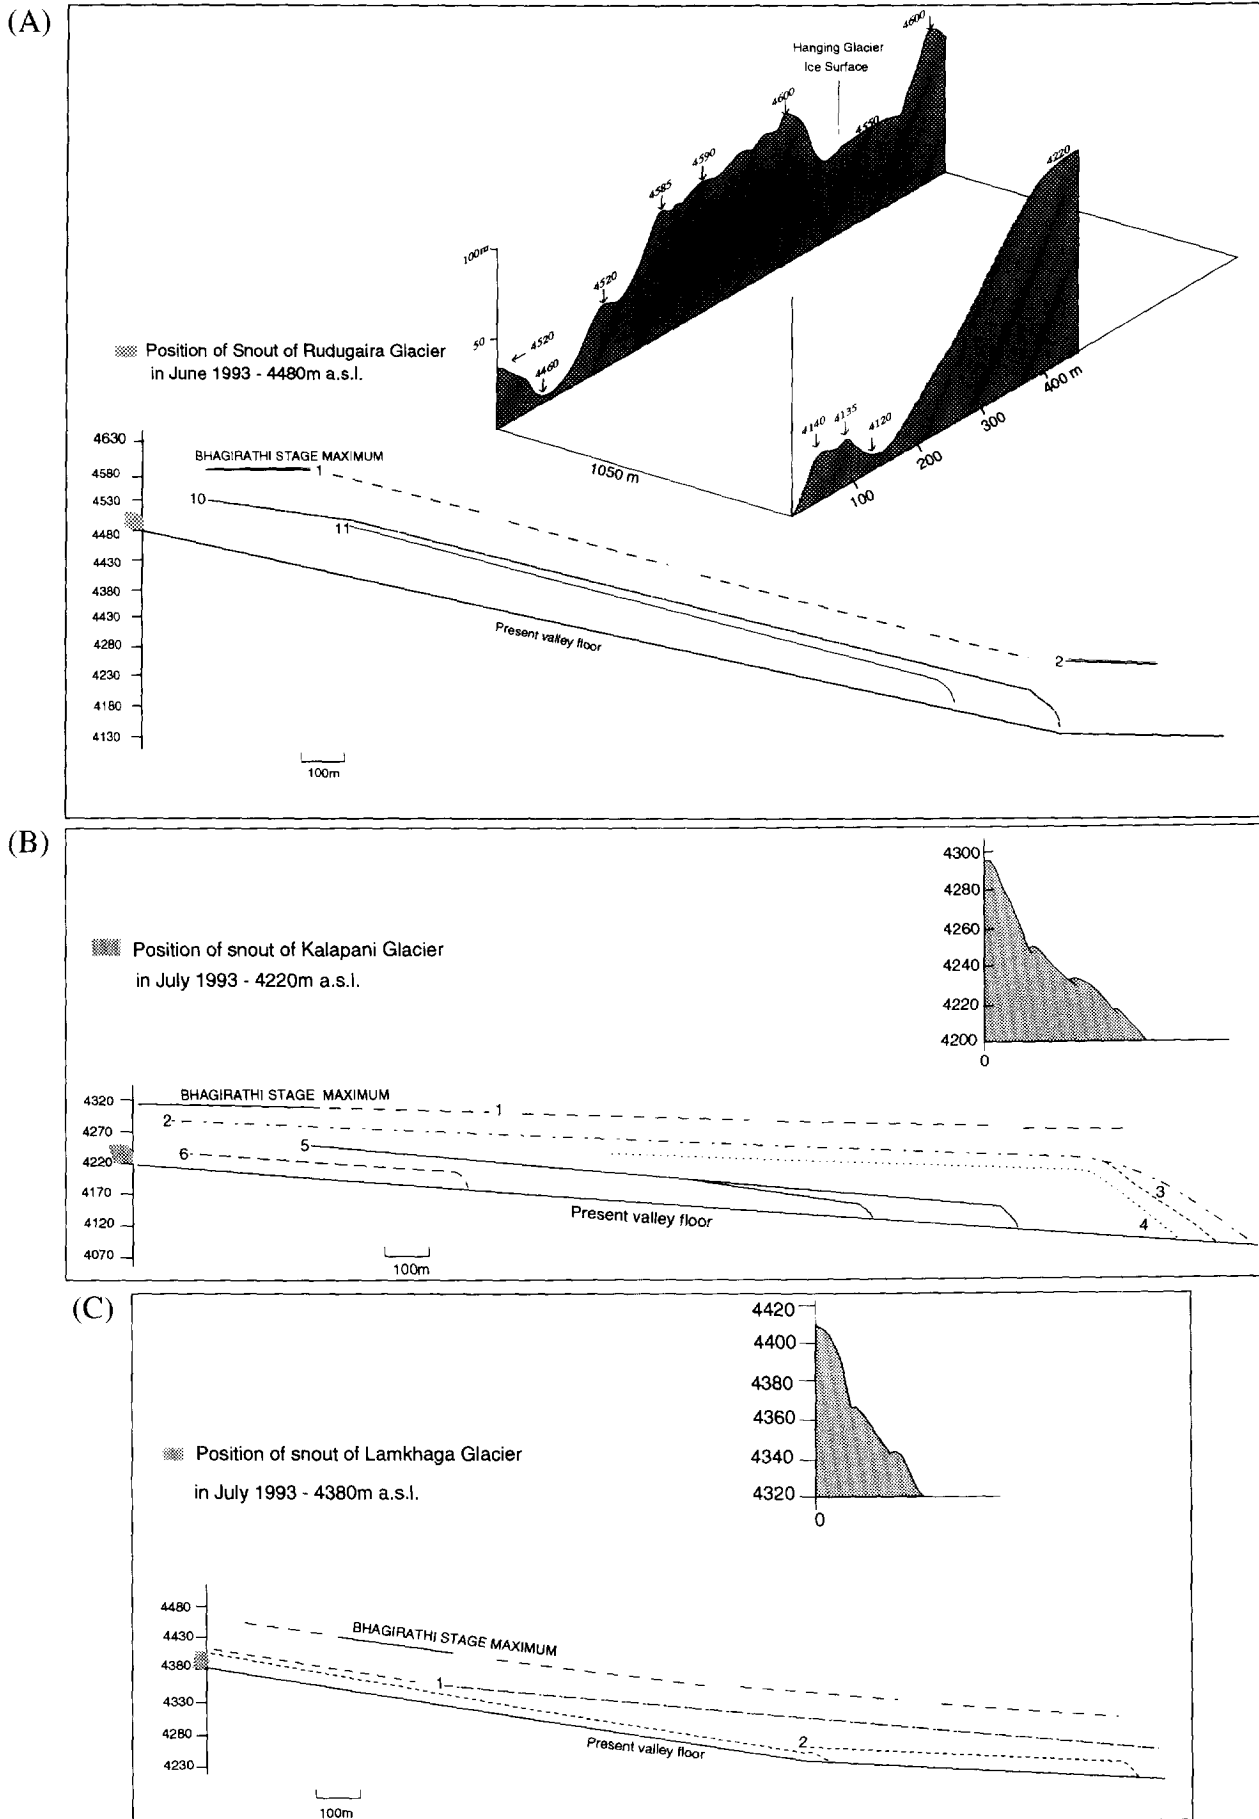 (A)
4600
Hanging Glacier
Ice Surface
4600
4550
4590
4220
4585
100m
4520
50
4520
4460
Position of Snout of Rudugaira Glacier
in June 1993 - 4480m a.s.l.
400 m
4140
4135
4120
300
200
100
1050 m
4630
BHAGIRATHI STAGE MAXIMUM
4580
1
4530
10
11
4480
4430
4380
4430
Present valley floor
4280
2
4230
4180
4130
100m
(B)
4300
4280
Position of snout of Kalapani Glacier
4260
in July 1993 - 4220m a.s.l.
4240
4220
4200
0
BHAGIRATHI STAGE MAXIMUM
4320
1
2
4270
5
6
4220
3
4170
Present valley floor
4
4120
4070
100m
(C)
4420
4400
4380
4360
Position of snout of Lamkhaga Glacier
4340
in July 1993 - 4380m a.s.l.
4320
0
4480
BHAGIRATHI STAGE MAXIMUM
4430
4380
1
4330
4280
2
Present valley floor
4230
100m